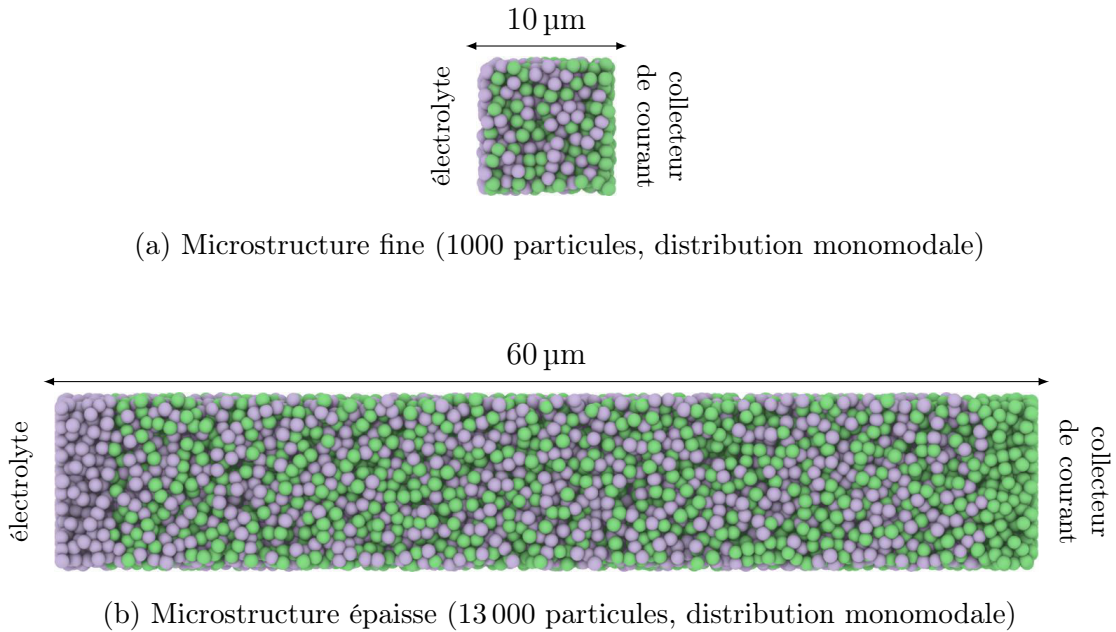 10 µm
électrolyte
collecteur
de courant
(a) Microstructure fine (1000 particules, distribution monomodale)
60 µm
électrolyte
collecteur
de courant
(b) Microstructure épaisse (13 000 particules, distribution monomodale)